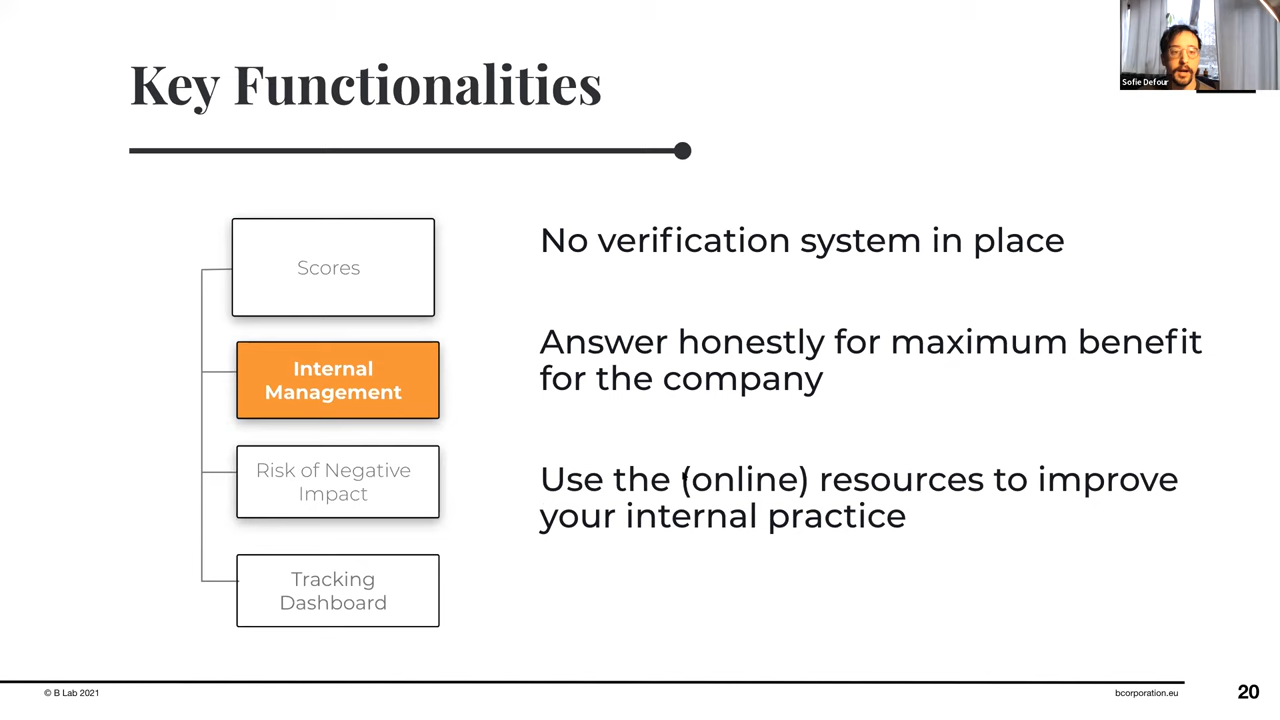 Key Functionalities
Sofie Defour
Scores
Internal
Management
Risk of Negative
Impact
Tracking
Dashboard
No verification system in place
Answer honestly for maximum benefit
for the company
Use the (online) resources to improve
your internal practice
© B Lab 2021
bcorporation.eu
20